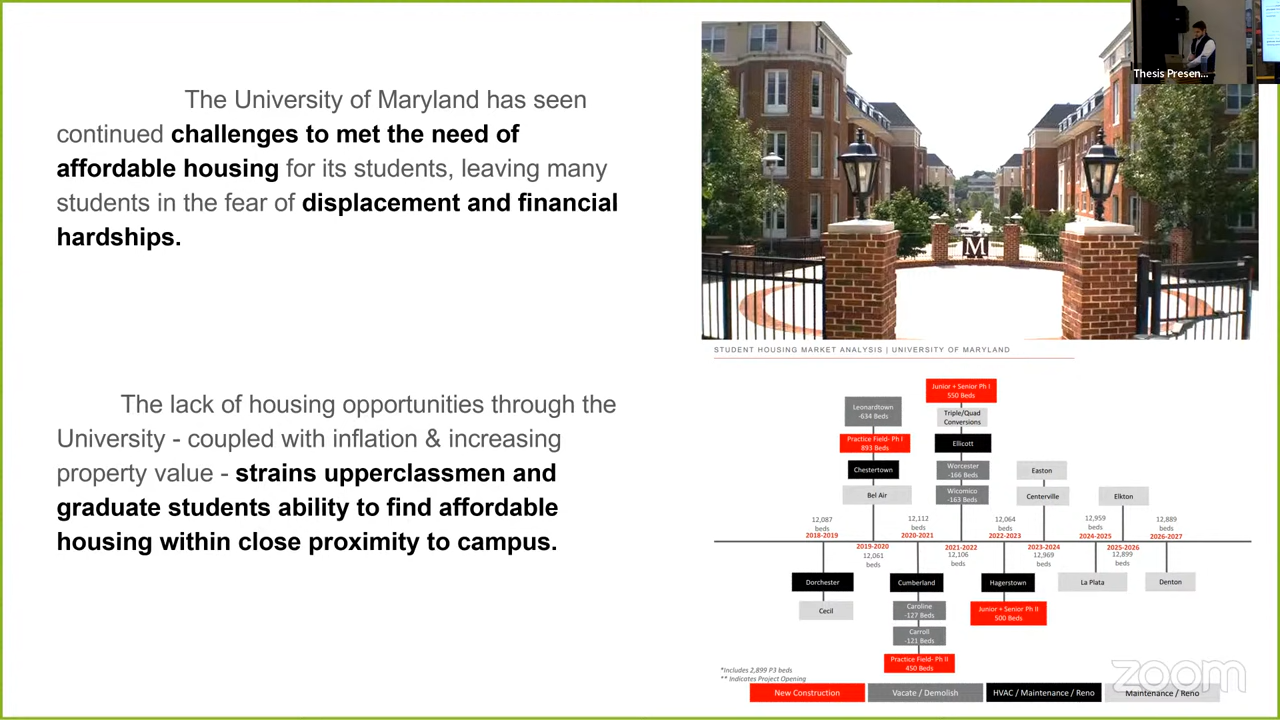 The University of Maryland has seen
continued challenges to met the need of
affordable housing for its students, leaving many
students in the fear of displacement and financial
hardships.
The lack of housing opportunities through the
University - coupled with inflation & increasing
property value - strains upperclassmen and
graduate students ability to find affordable
housing within close proximity to campus.
Thesis Presen...
M
STUDENT HOUSING MARKET ANALYSIS | UNIVERSITY OF MARYLAND
Junior + Senior Ph I
550 Beds
Leonardtown
-634 Beds
Triple/Quad
Conversions
Practice Field- Ph I
893 Beds
Ellicott
Chestertown
Worcester
-166 Beds
Easton
Bel Air
Wicomico
-163 Beds
Centerville
Elkton
12,087
beds
2018-2019
2019-2020
12,061
beds
12,112
beds
2020-2021
2021-2022
12,106
beds
12,064
beds
2022-2023
2023-2024
12,969
beds
12,959
beds
2024-2025
2025-2026
12,899
beds
12,889
beds
2026-2027
Dorchester
Cumberland
Hagerstown
La Plata
Denton
Cecil
Caroline
-127 Beds
Junior + Senior Ph II
500 Beds
Carroll
-121 Beds
Practice Field- Ph II
450 Beds
*Includes 2,899 P3 beds
** Indicates Project Opening
New Construction
Vacate / Demolish
HVAC / Maintenance / Reno
Maintenance / Reno
zoom